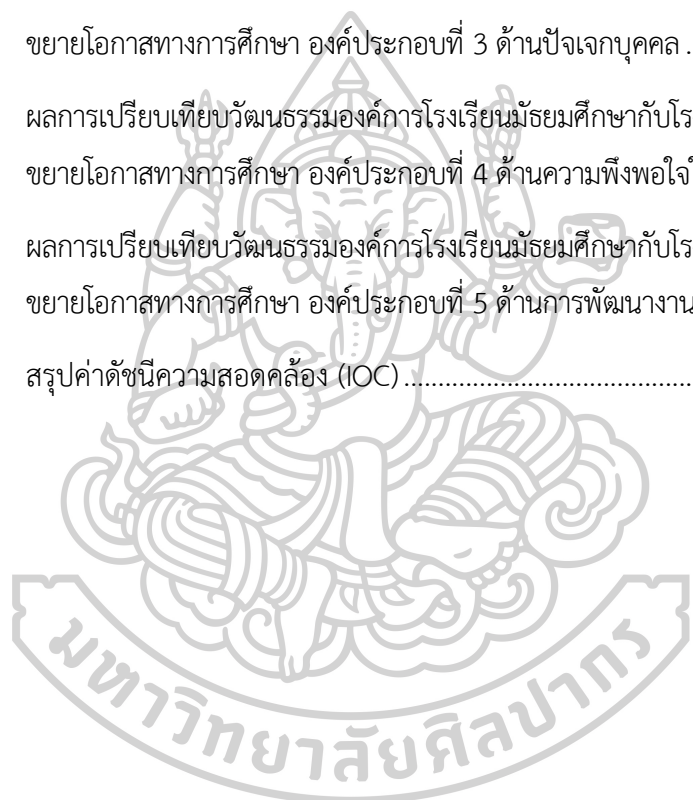 ขยายโอกาสทางการศึกษา องค์ประกอบที่ 3 ด้านปัจเจกบุคคล .
ผลการเปรียบเทียบวัฒนธรรมองค์การโรงเรียนมัธยมศึกษากับโร
ขยายโอกาสทางการศึกษา องค์ประกอบที่ 4 ด้านความพึงพอใจใ
ผลการเปรียบเทียบวัฒนธรรมองค์การโรงเรียนมัธยมศึกษากับโร
ขยายโอกาสทางการศึกษา องค์ประกอบที่ 5 ด้านการพัฒนางาน
สรุปค่าดัชนีความสอดคล้อง (IOC) ..........................................
มหาวิทยาลัยศิลปากร